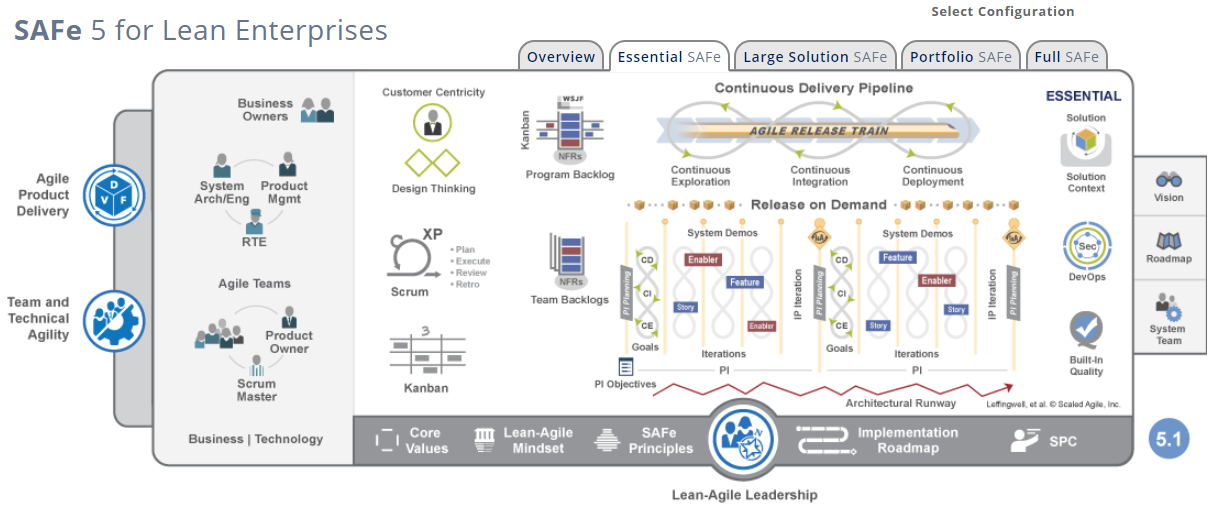 Select Configuration
SAFe 5 for Lean Enterprises
Overview
Essential SAFe
Large Solution SAFe
Portfolio SAFe
Full SAFe
Agile
Product
Delivery
D
V F
Team and
Technical
Agility
Business
Owners
System
Arch/Eng
Product
Mgmt
RTE
Agile Teams
Product
Owner
Scrum
Master
Business | Technology
Customer Centricity
Design Thinking
XP
• Plan
• Execute
• Review
• Retro
Scrum
3
Kanban
WSJF
Kanban
NFRs
Program Backlog
NFRs
Team Backlogs
Continuous Delivery Pipeline
AGILE RELEASE TRAIN
Continuous
Exploration
Continuous
Integration
Continuous
Deployment
Release on Demand
System Demos
System Demos
PI Planning
CD
CI
CE
Goals
Enabler
Feature
Story
Enabler
Iterations
IP Iteration
I&A
PI Planning
CD
CI
CE
Goals
Feature
Enabler
Story
Story
Iterations
IP Iteration
I&A
PI Planning
PI
PI
PI Objectives
Architectural Runway
Leffingwell, et al. © Scaled Agile, Inc.
ESSENTIAL
Solution
Solution
Context
Sec
DevOps
Built-In
Quality
Vision
Roadmap
System
Team
Core
Values
Lean-Agile
Mindset
SAFe
Principles
N
Implementation
Roadmap
SPC
5.1
Lean-Agile Leadership